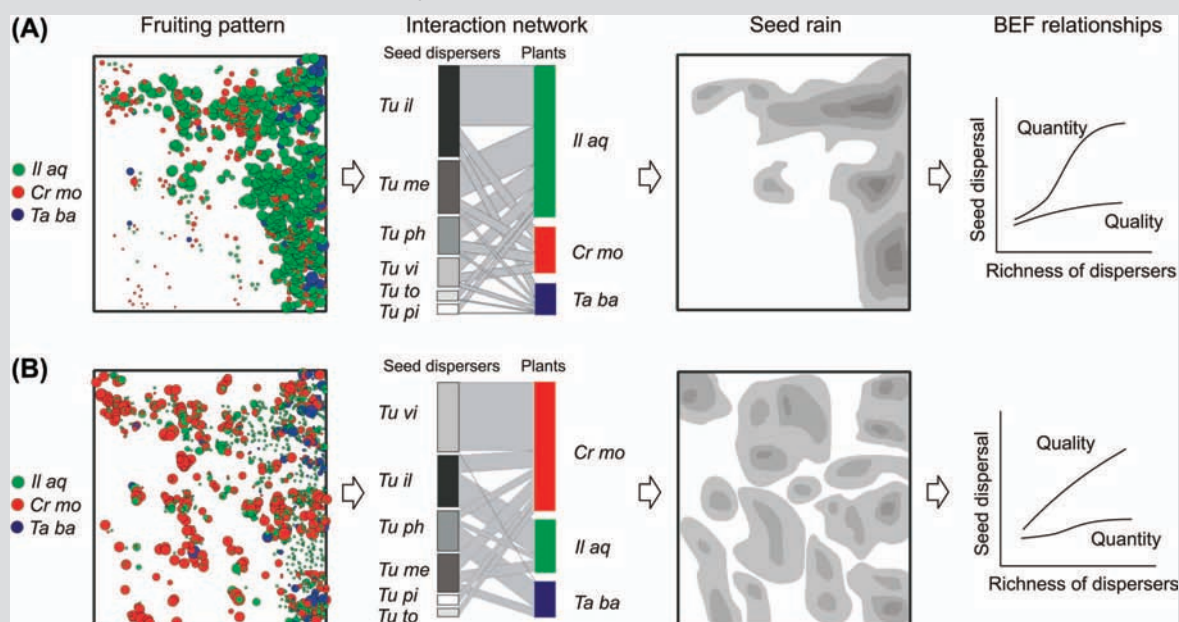 (A)
Fruiting pattern
Interaction network
Seed rain
BEF relationships
Seed dispersers
Plants
Il aq
Cr mo
Ta ba
Tu il
Tu me
Tu ph
Tu vi
Tu to
Tu pi
Il aq
Cr mo
Ta ba
Seed dispersal
Quantity
Quality
Richness of dispersers
(B)
Seed dispersers
Plants
Il aq
Cr mo
Ta ba
Tu vi
Tu il
Tu ph
Tu me
Tu pi
Tu to
Cr mo
Il aq
Ta ba
Seed dispersal
Quality
Quantity
Richness of dispersers